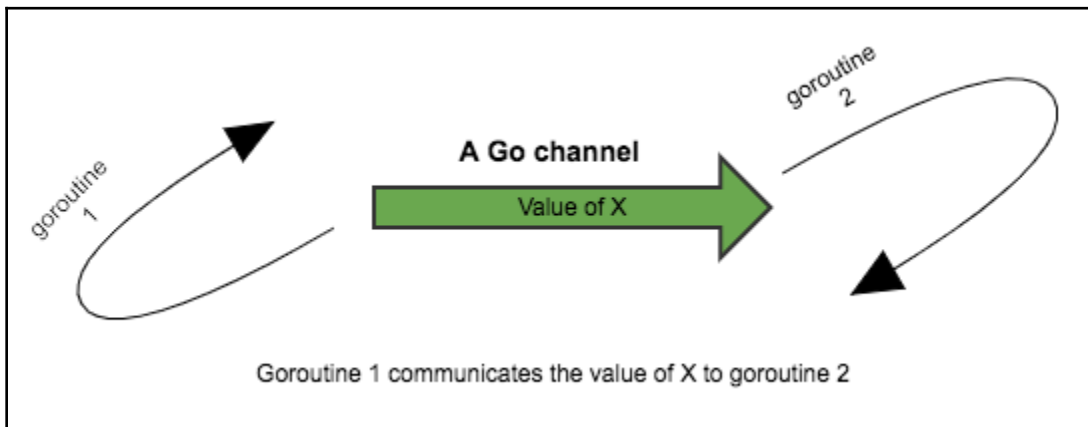 goroutine
1
A Go channel
Value of X
goroutine
2
Goroutine 1 communicates the value of X to goroutine 2